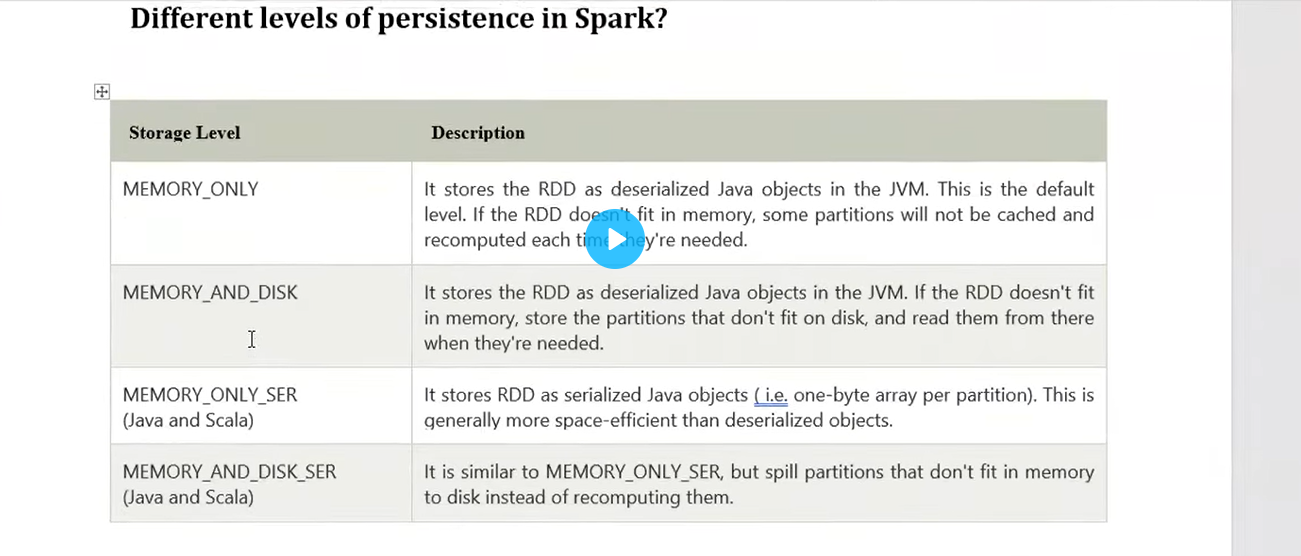 Different levels of persistence in Spark?
Storage Level
Description
MEMORY_ONLY
It stores the RDD as deserialized Java objects in the JVM. This is the default
level. If the RDD doesn't fit in memory, some partitions will not be cached and
recomputed each time they're needed.
MEMORY_AND_DISK
It stores the RDD as deserialized Java objects in the JVM. If the RDD doesn't fit
in memory, store the partitions that don't fit on disk, and read them from there
when they're needed.
MEMORY_ONLY_SER
(Java and Scala)
It stores RDD as serialized Java objects ( i.e. one-byte array per partition). This is
generally more space-efficient than deserialized objects.
MEMORY_AND_DISK_SER
(Java and Scala)
It is similar to MEMORY_ONLY_SER, but spill partitions that don't fit in memory
to disk instead of recomputing them.